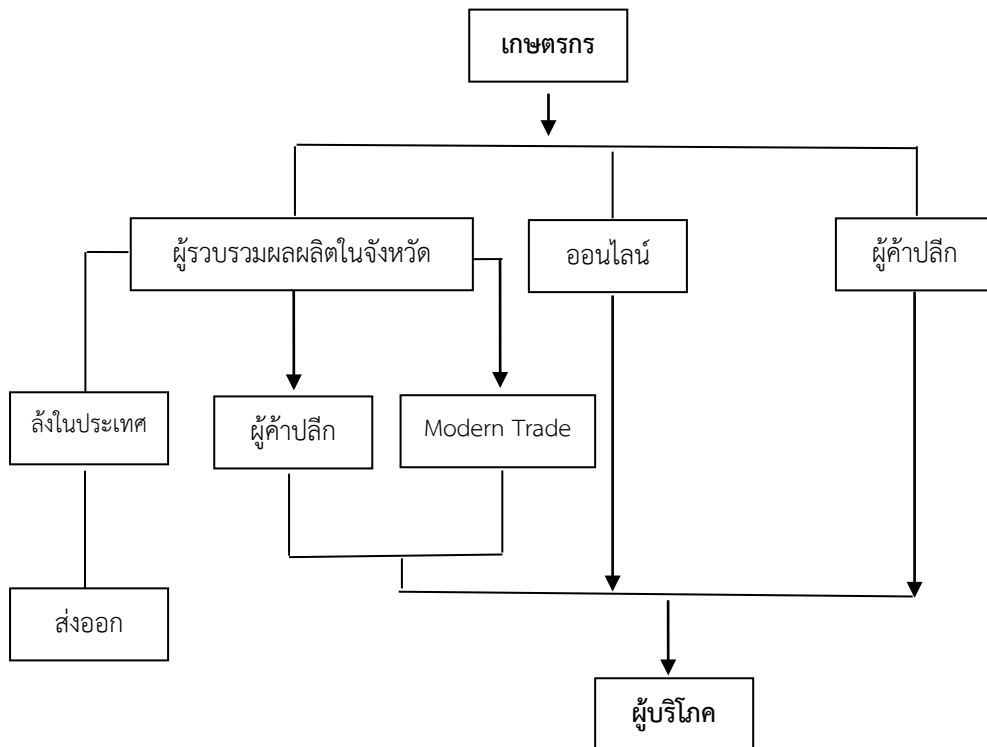 เกษตรกร
ผู้รวบรวมผลผลิตในจังหวัด
ออนไลน์
ผู้ค้าปลีก
ล้งในประเทศ
ผู้ค้าปลีก
Modern Trade
ส่งออก
ผู้บริโภค